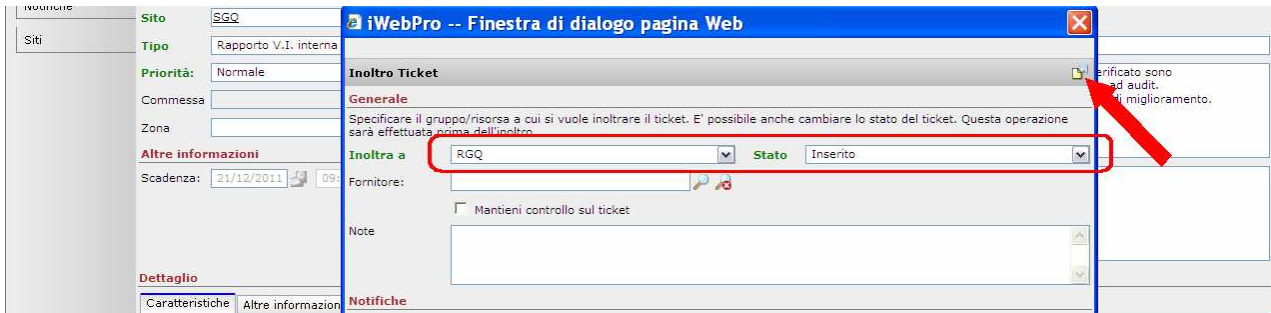 Notifiche
Siti
Sito SGQ
Tipo Rapporto V.I. interna
Priorità: Normale
Commessa
Zona
Altre informazioni
Scadenza: 21/12/2011 09:
Dettaglio
Caratteristiche Altre informazion
iWebPro -- Finestra di dialogo pagina Web
Inoltro Ticket
Generale
Specificare il gruppo/risorsa a cui si vuole inoltrare il ticket. E' possibile anche cambiare lo stato del ticket. Questa operazione
sarà effettuata prima dell'inoltro
Inoltra a RGQ Stato Inserito
Fornitore:
Mantieni controllo sul ticket
Note
Notifiche
erificato sono
ad audit.
di miglioramento.